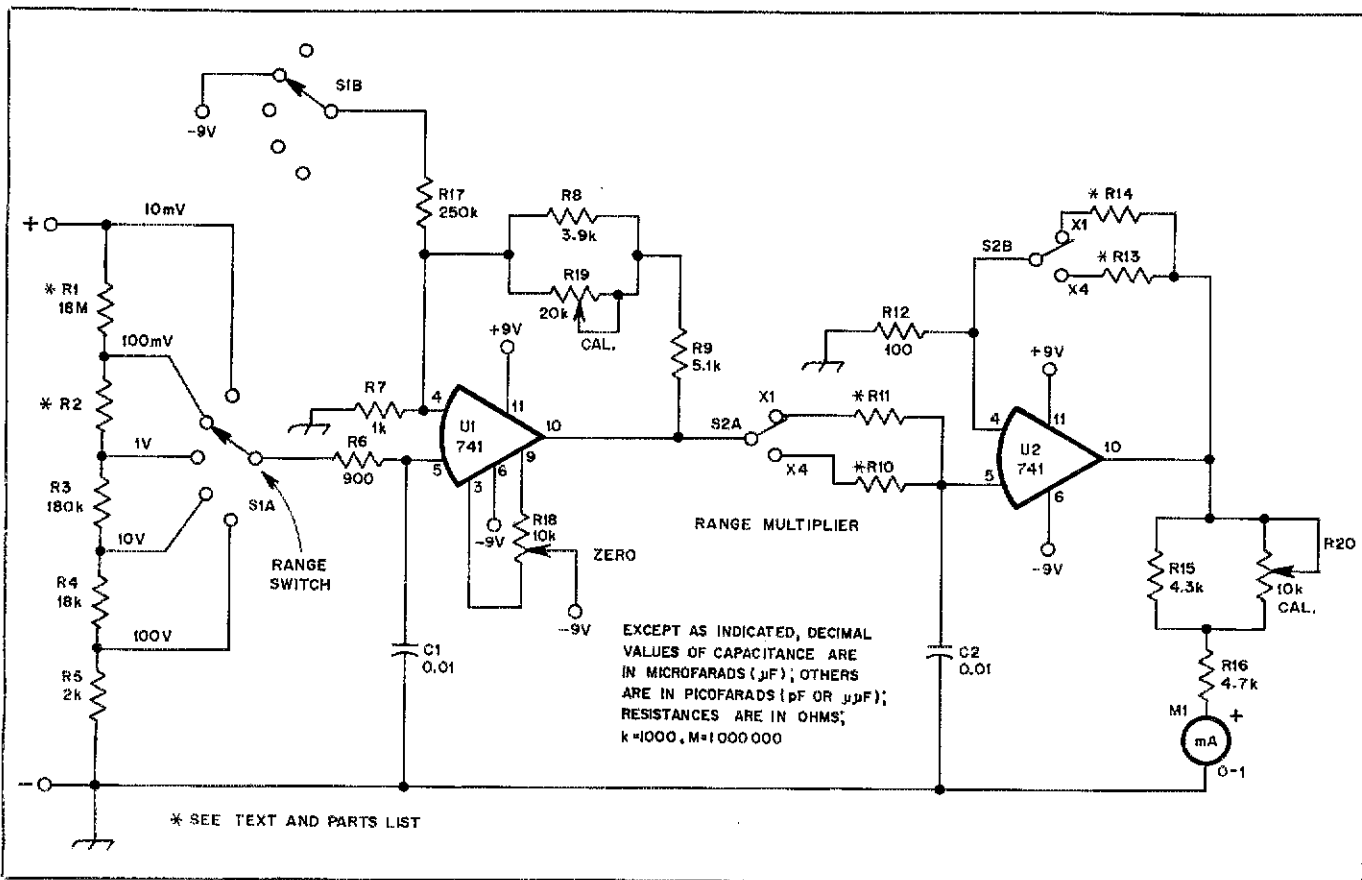 S1B
-9V
10mV
+
* R1
18M
100mV
* R2
1V
R3
180k
S1A
10V
RANGE
SWITCH
R4
18k
100V
R5
2k
-
* SEE TEXT AND PARTS LIST
R17
250k
R8
3.9k
R19
20k
CAL.
+9V
R9
5.1k
R7
1k
R6
900
4
5
U1
741
11
10
9
6
3
-9V
R18
10k
ZERO
-9V
C1
0.01
EXCEPT AS INDICATED, DECIMAL
VALUES OF CAPACITANCE ARE
IN MICROFARADS (µF); OTHERS
ARE IN PICOFARADS (pF OR µµF);
RESISTANCES ARE IN OHMS;
k=1000, M=1000000
S2A
X1
*R11
X4
*R10
RANGE MULTIPLIER
R12
100
S2B
X1
* R14
X4
* R13
+9V
4
5
U2
741
11
10
6
-9V
C2
0.01
R15
4.3k
R20
10k
CAL.
R16
4.7k
M1
+
mA
0-1